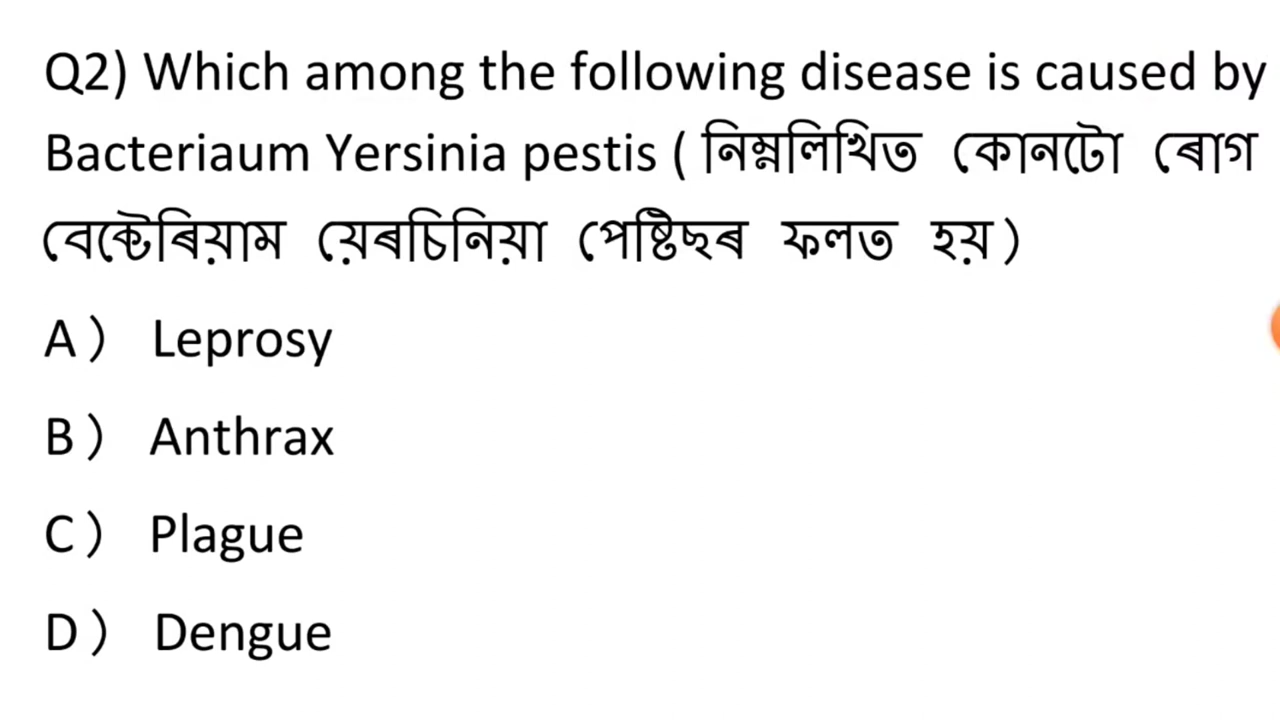 Q2) Which among the following disease is caused by
Bacteriaum Yersinia pestis ( নিম্নলিখিত কোনটো ৰোগ
বেক্টেৰিয়াম য়েৰচিনিয়া পেষ্টিছৰ ফলত হয় )
A ) Leprosy
B ) Anthrax
C ) Plague
D ) Dengue